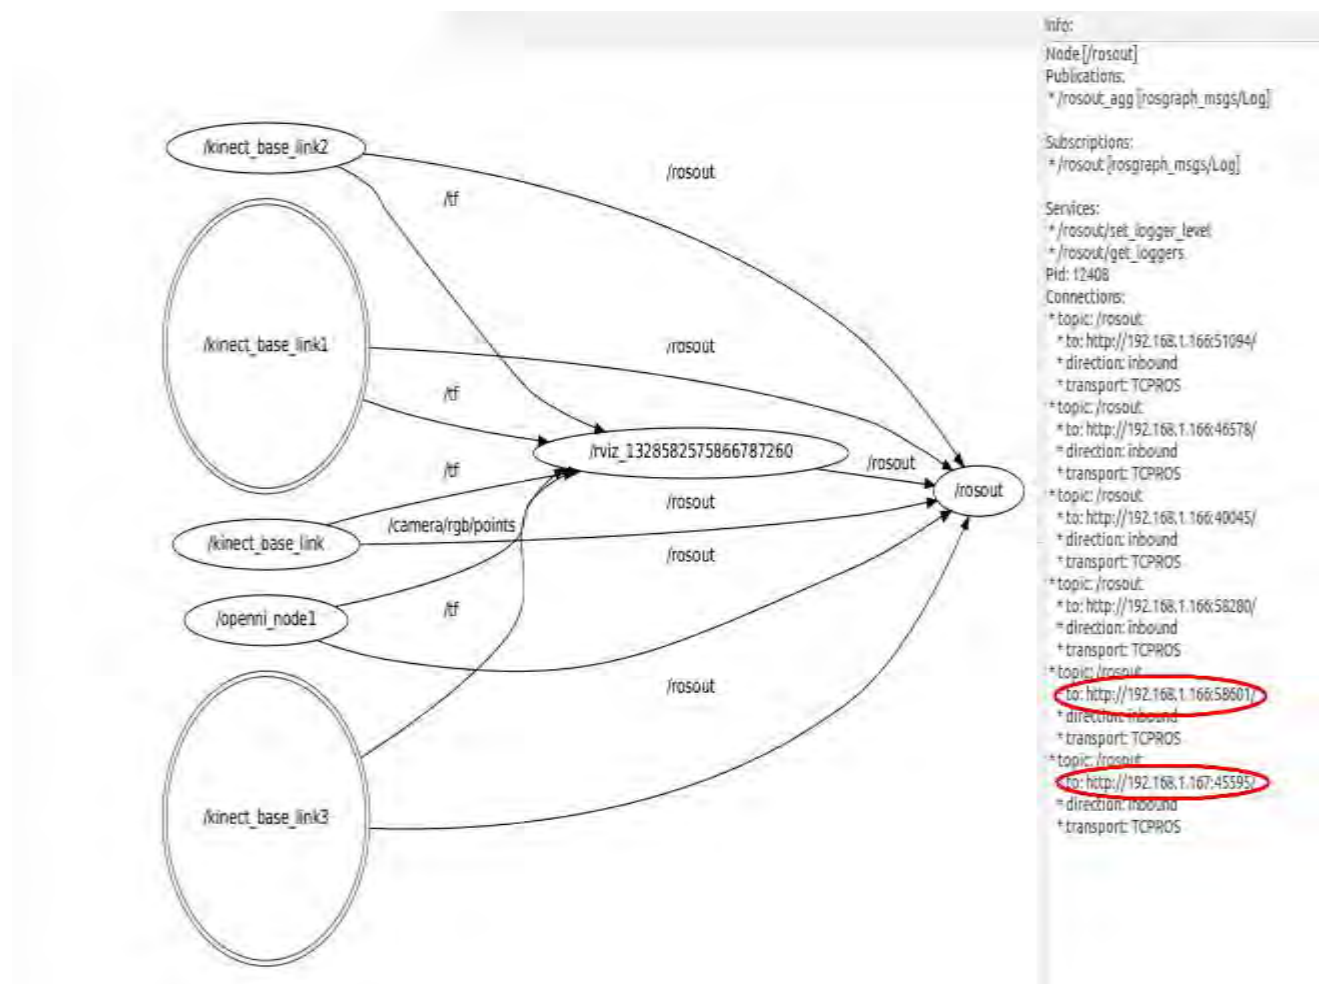 /kinect_base_link2
/rosout
/tf
/kinect_base_link1
/rosout
/tf
/rviz_1328582575866787260
/tf
/rosout
/rosout
/rosout
/camera/rgb/points
/kinect_base_link
/rosout
/openni_node1
/tf
/rosout
/kinect_base_link3
Info:
Node [/rosout]
Publications:
* /rosout_agg [rosgraph_msgs/Log]
Subscriptions:
* /rosout [rosgraph_msgs/Log]
Services:
* /rosout/set_logger_level
* /rosout/get_loggers
Pid: 12408
Connections:
* topic: /rosout
* to: http://192.168.1.166:51094/
* direction: inbound
* transport: TCPROS
* topic: /rosout
* to: http://192.168.1.166:46578/
* direction: inbound
* transport: TCPROS
* topic: /rosout
* to: http://192.168.1.166:40045/
* direction: inbound
* transport: TCPROS
* topic: /rosout
* to: http://192.168.1.166:58280/
* direction: inbound
* transport: TCPROS
* topic: /rosout
* to: http://192.168.1.166:58601/
* direction: inbound
* transport: TCPROS
* topic: /rosout
* to: http://192.168.1.167:45595/
* direction: inbound
* transport: TCPROS